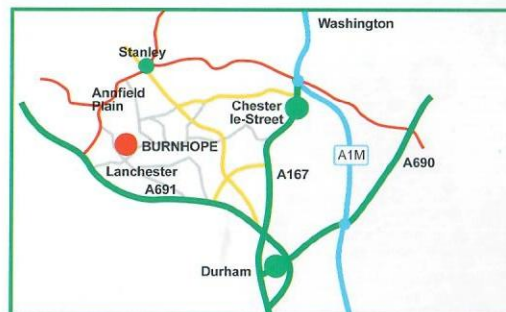 Washington
Stanley
Annfield
Plain
Chester
le-Street
BURNHOPE
A1M
A690
Lanchester
A167
A691
Durham